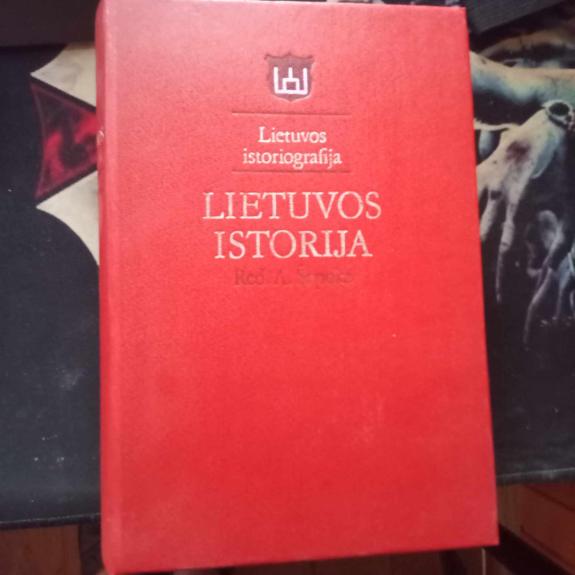 Lietuvos
istoriografija
LIETUVOS
ISTORIJA
Red. A. Šapoka